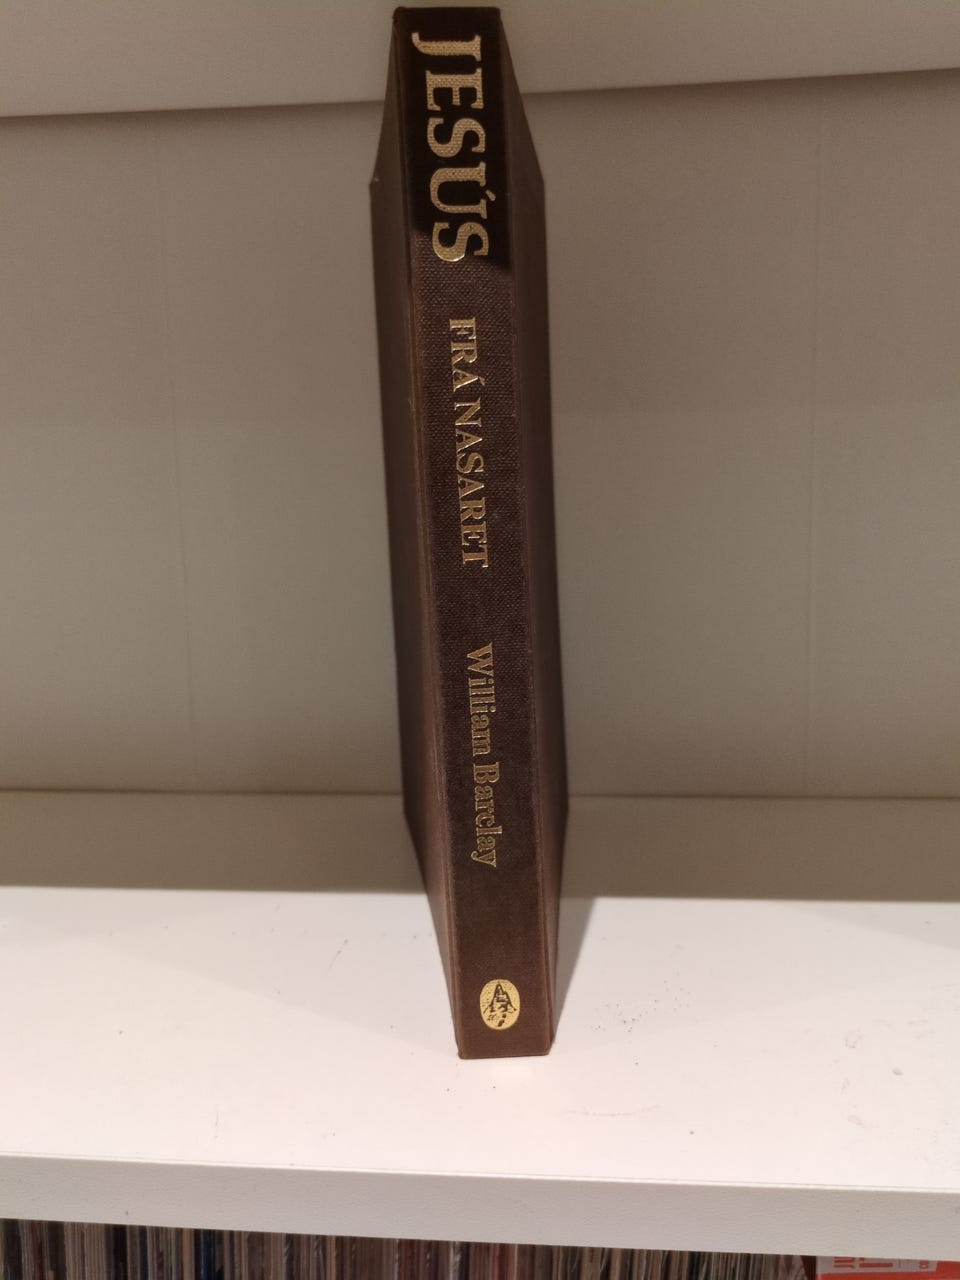 JESÚS
FRÁ NASARET
William Barclay